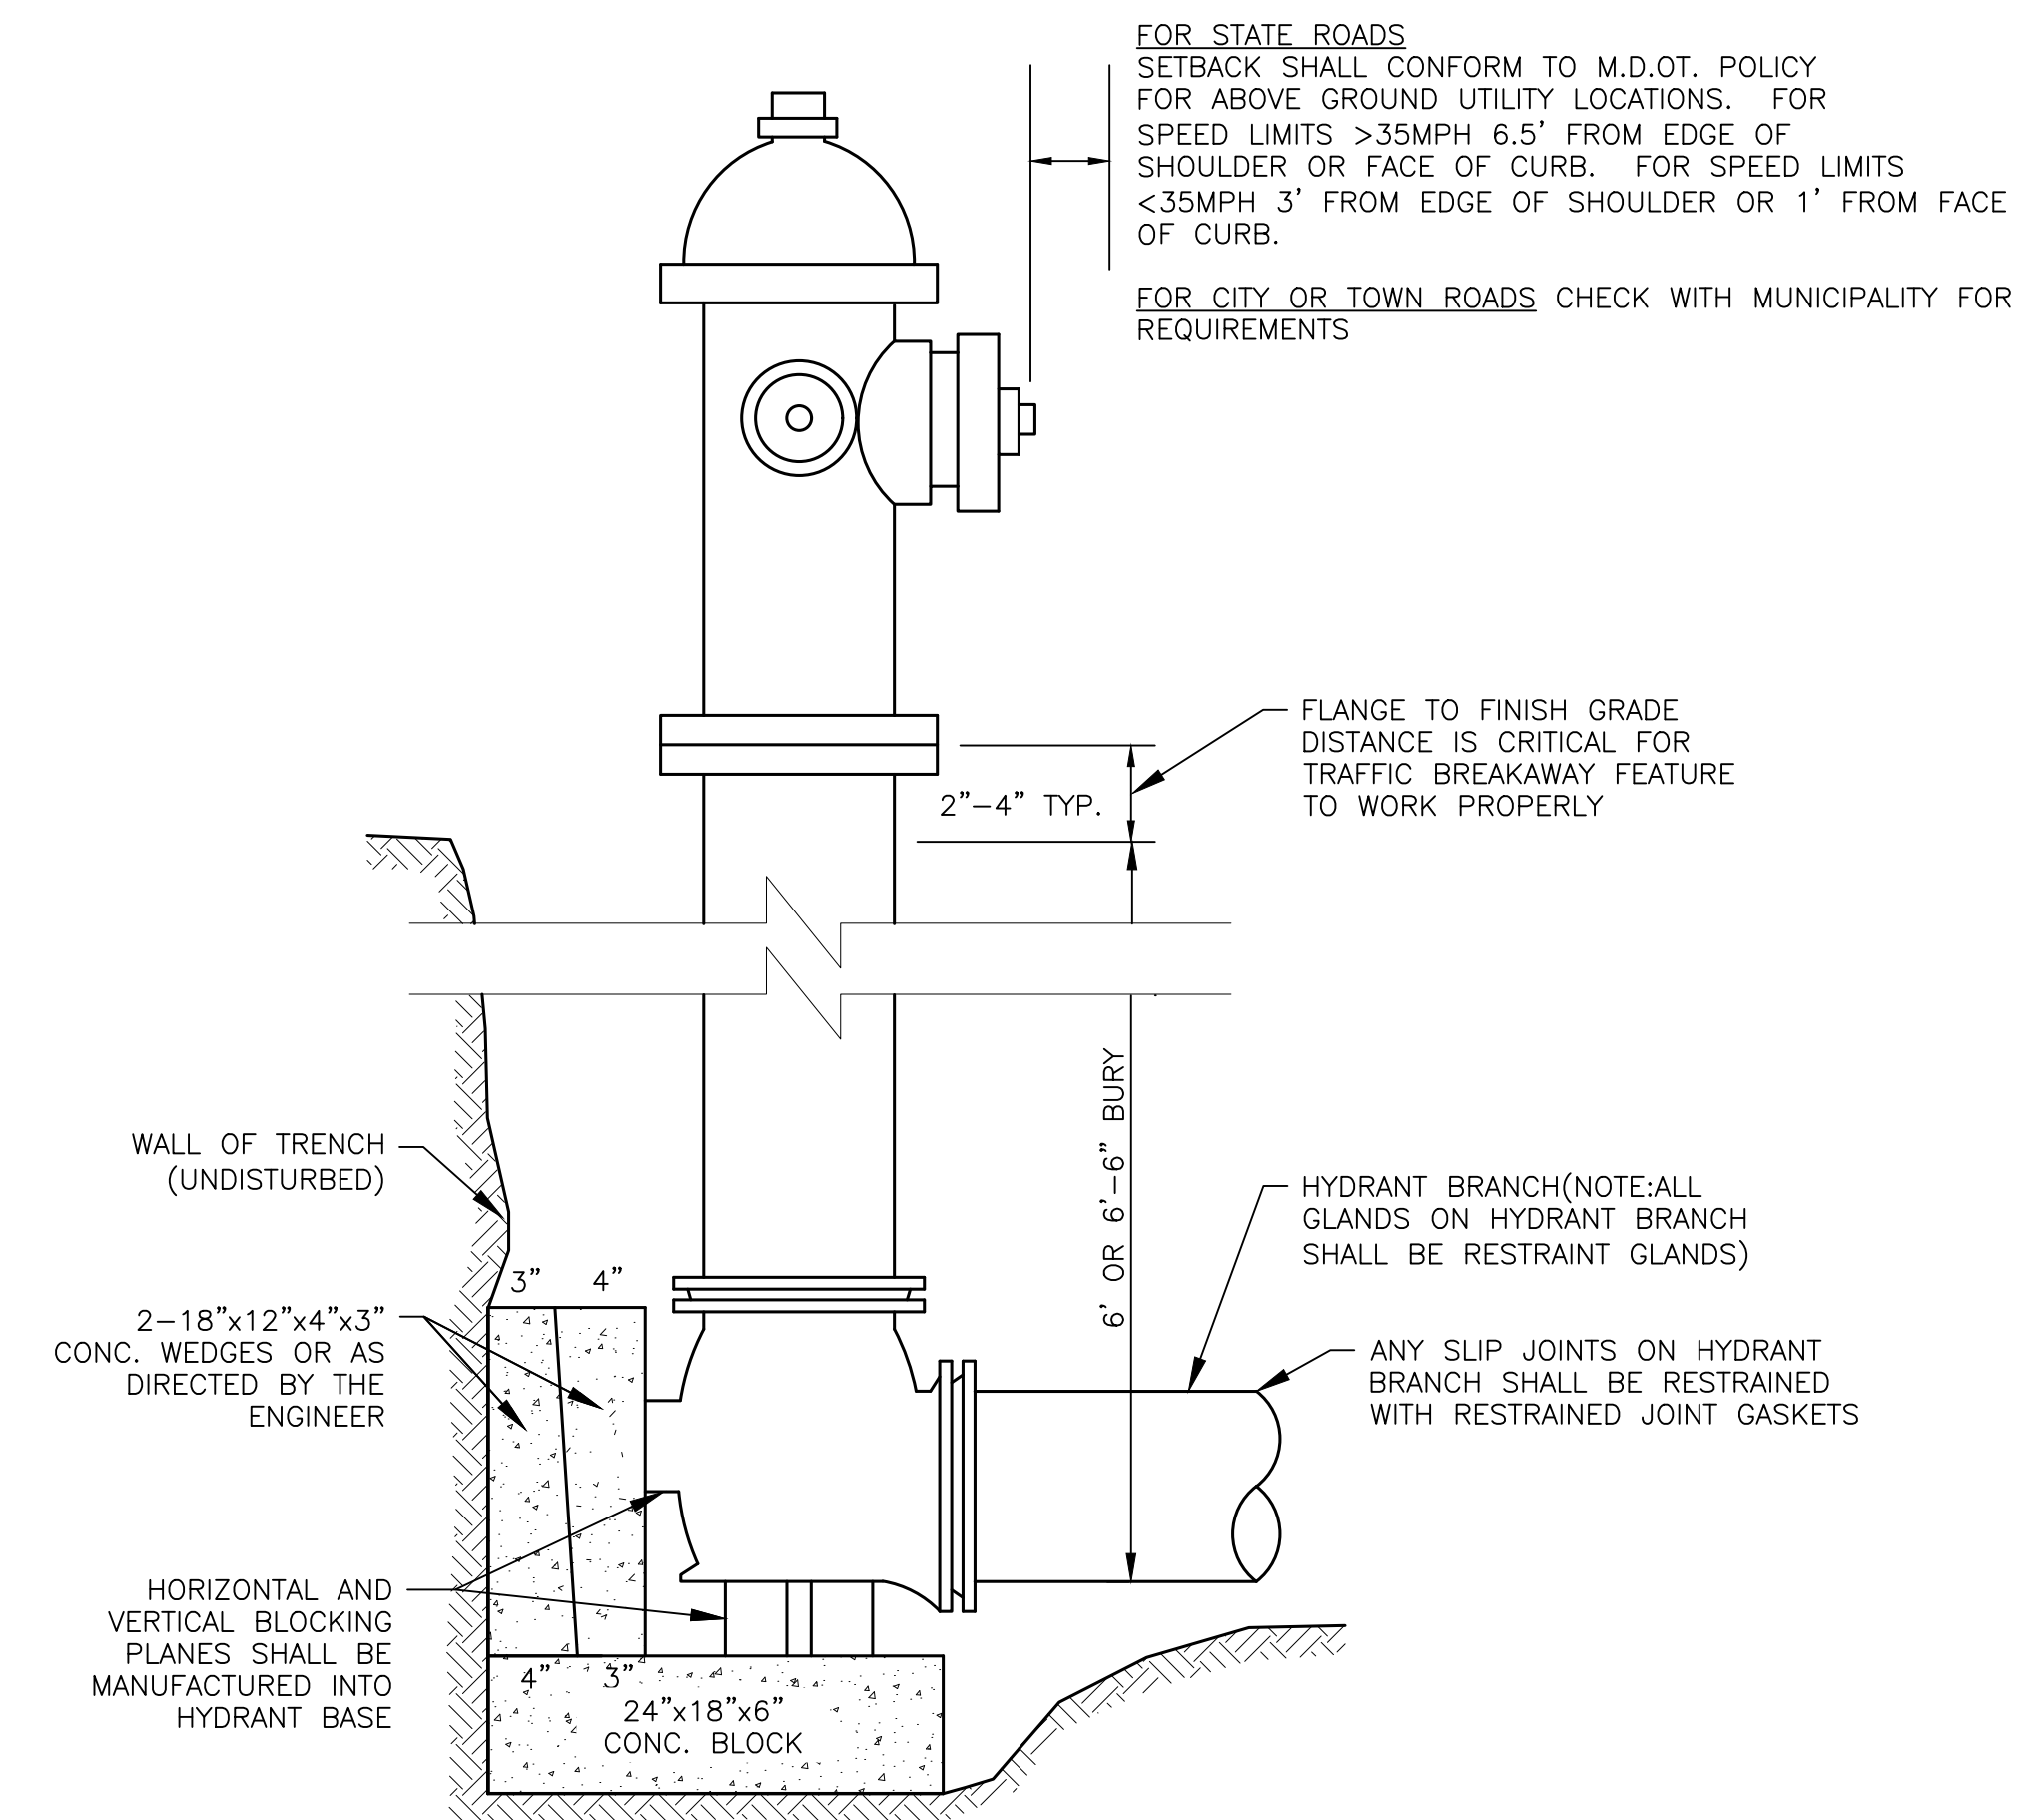 FOR STATE ROADS
SETBACK SHALL CONFORM TO M.D.OT. POLICY
FOR ABOVE GROUND UTILITY LOCATIONS. FOR
SPEED LIMITS >35MPH 6.5' FROM EDGE OF
SHOULDER OR FACE OF CURB. FOR SPEED LIMITS
<35MPH 3' FROM EDGE OF SHOULDER OR 1' FROM FACE
OF CURB.
FOR CITY OR TOWN ROADS CHECK WITH MUNICIPALITY FOR
REQUIREMENTS
FLANGE TO FINISH GRADE
DISTANCE IS CRITICAL FOR
TRAFFIC BREAKAWAY FEATURE
TO WORK PROPERLY
2"-4" TYP.
6' OR 6'-6" BURY
WALL OF TRENCH
(UNDISTURBED)
HYDRANT BRANCH(NOTE:ALL
GLANDS ON HYDRANT BRANCH
SHALL BE RESTRAINT GLANDS)
3" 4"
2-18"x12"x4"x3"
CONC. WEDGES OR AS
DIRECTED BY THE
ENGINEER
ANY SLIP JOINTS ON HYDRANT
BRANCH SHALL BE RESTRAINED
WITH RESTRAINED JOINT GASKETS
HORIZONTAL AND
VERTICAL BLOCKING
PLANES SHALL BE
MANUFACTURED INTO
HYDRANT BASE
4" 3"
24"x18"x6"
CONC. BLOCK